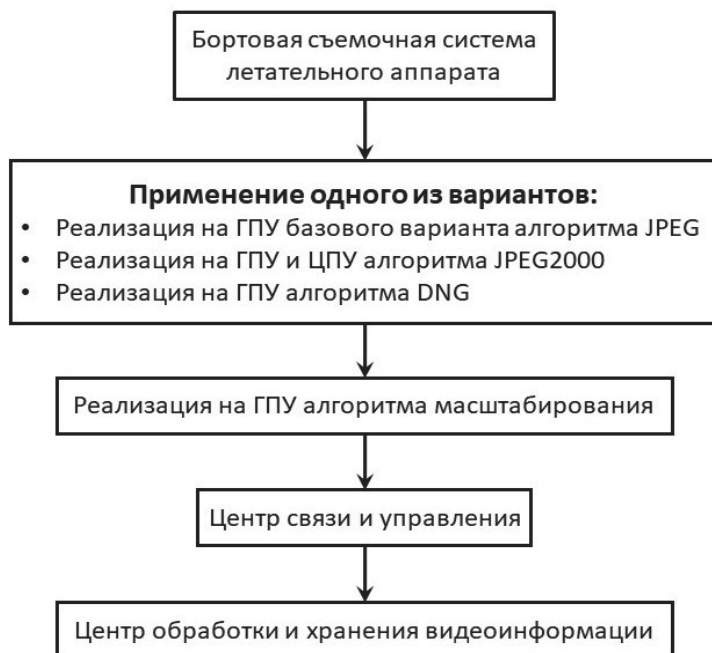 Бортовая съемочная система
летательного аппарата
Применение одного из вариантов:
• Реализация на ГПУ базового варианта алгоритма JPEG
• Реализация на ГПУ и ЦПУ алгоритма JPEG2000
• Реализация на ГПУ алгоритма DNG
Реализация на ГПУ алгоритма масштабирования
Центр связи и управления
Центр обработки и хранения видеоинформации